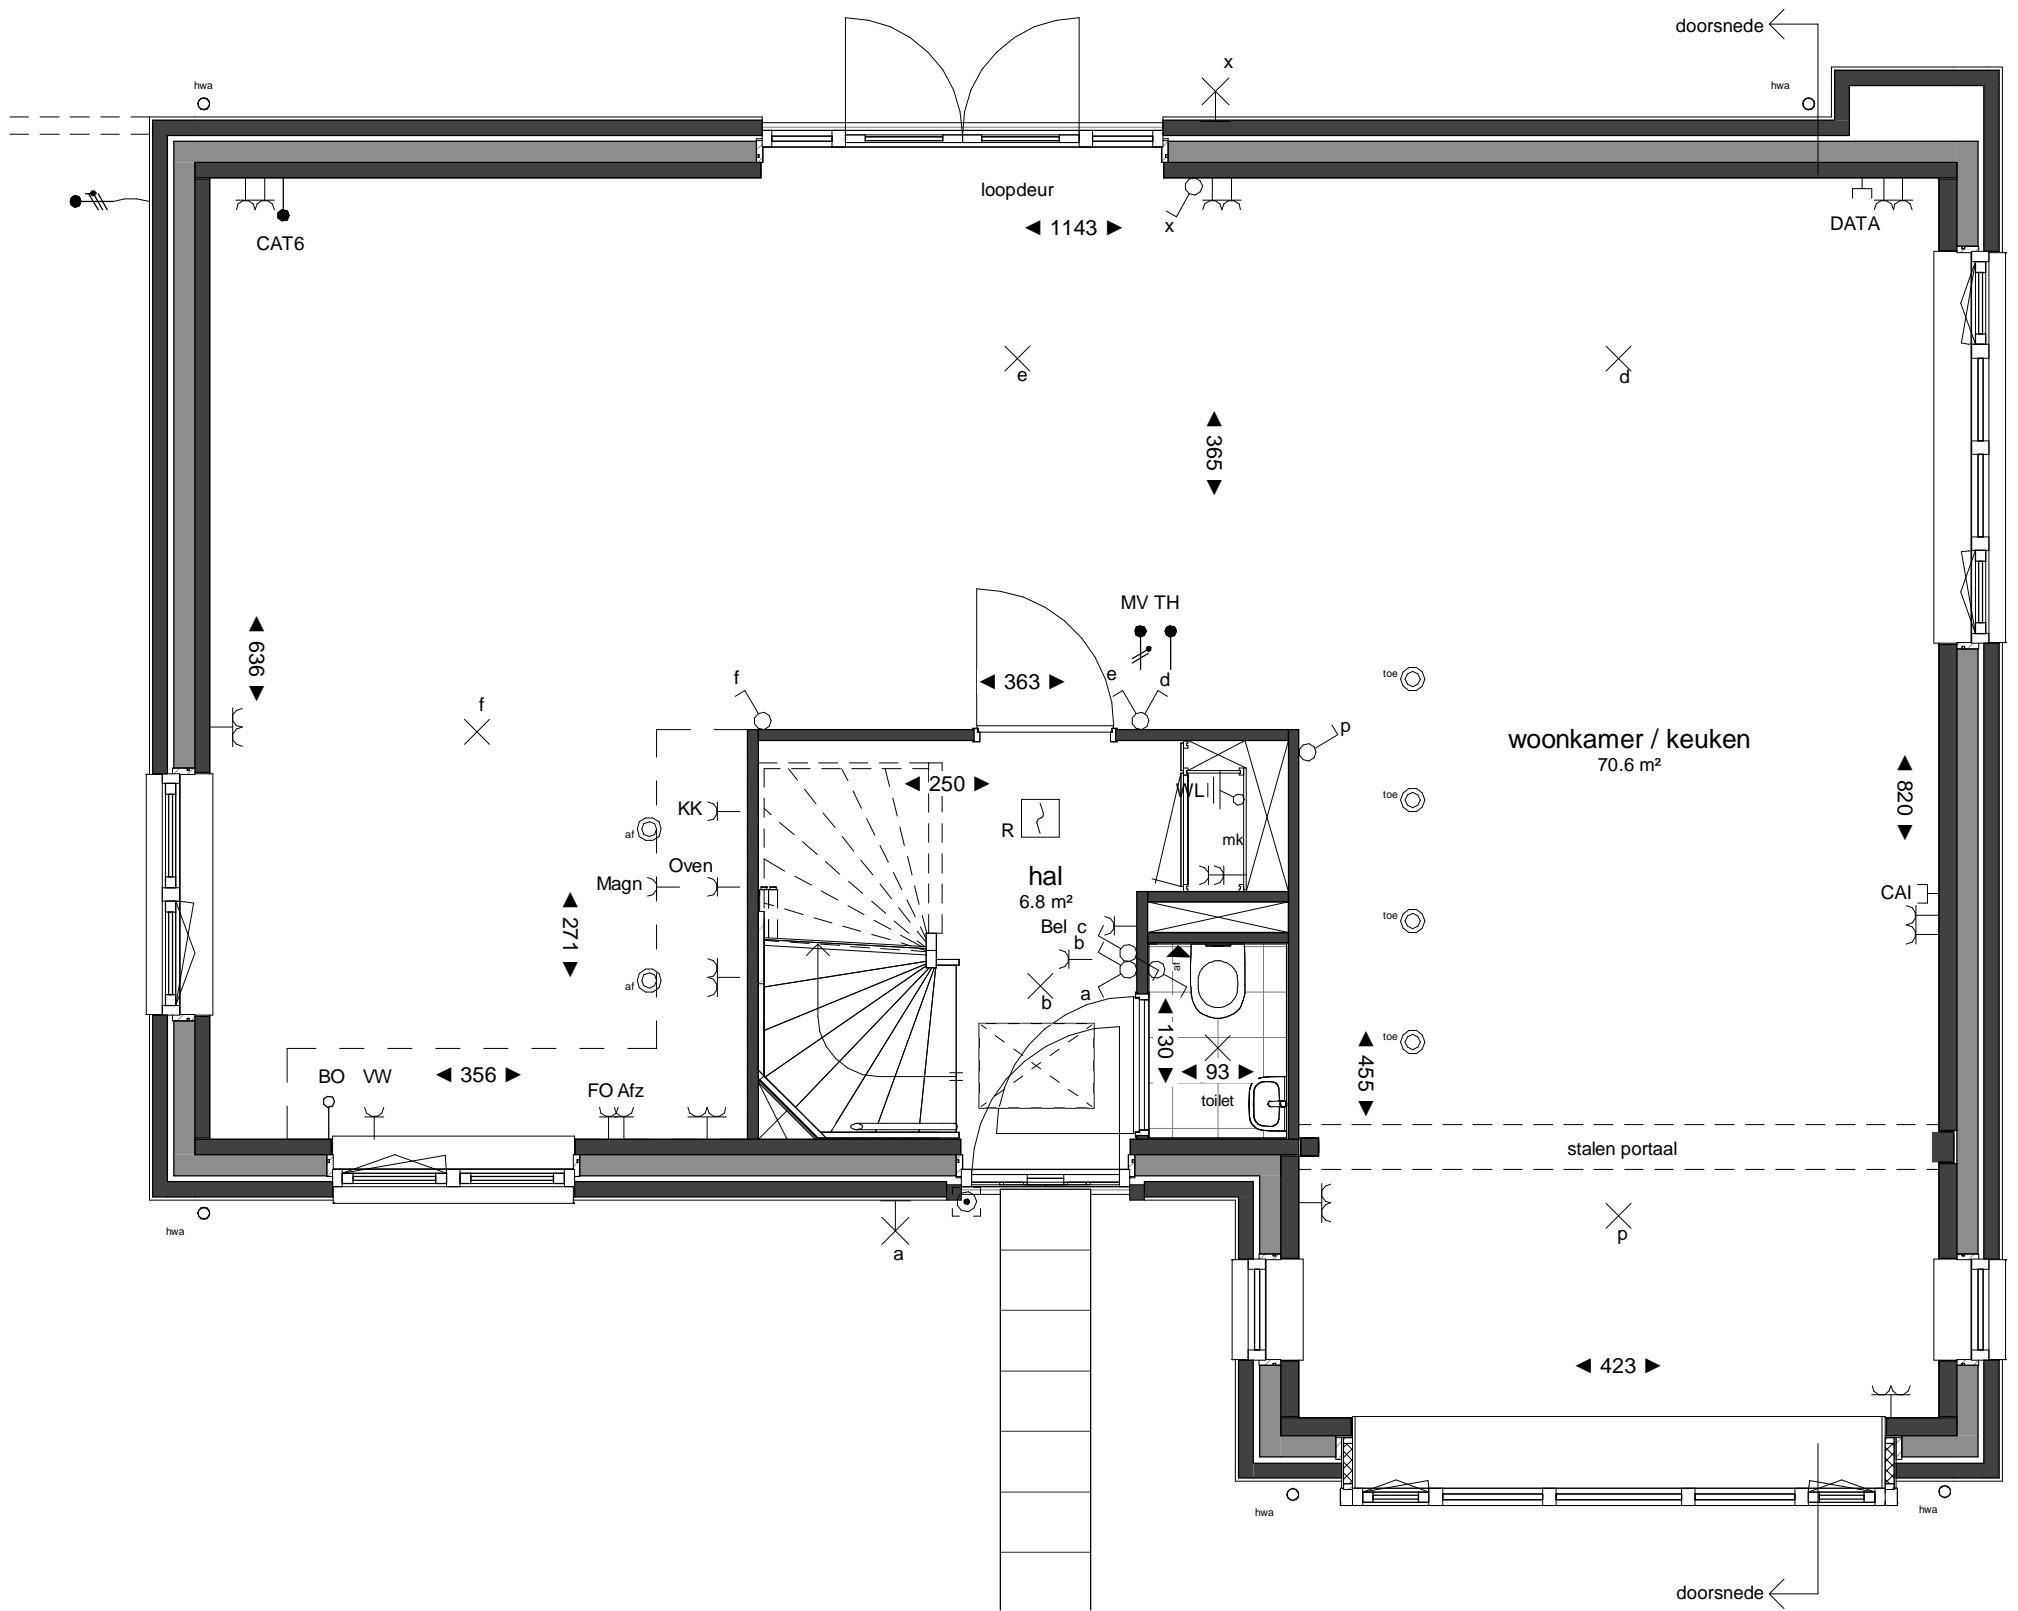 doorsnede
x
hwa
hwa
loopdeur
x
◄ 1143 ►
DATA
CAT6
e
d
◄ 365 ►
MV TH
◄ 636 ►
f
f
◄ 363 ►
e
d
toe
p
woonkamer / keuken
70.6 m²
◄ 250 ►
WLI
toe
◄ 820 ►
KK
R
af
mk
Oven
Magn
hal
6.8 m²
CAI
◄ 271 ►
Bel
c
toe
b
af
af
a
b
◄ 130 ►
toe
◄ 455 ►
BO
VW
◄ 356 ►
◄ 93 ►
FO Afz
toilet
stalen portaal
hwa
a
p
◄ 423 ►
hwa
hwa
doorsnede